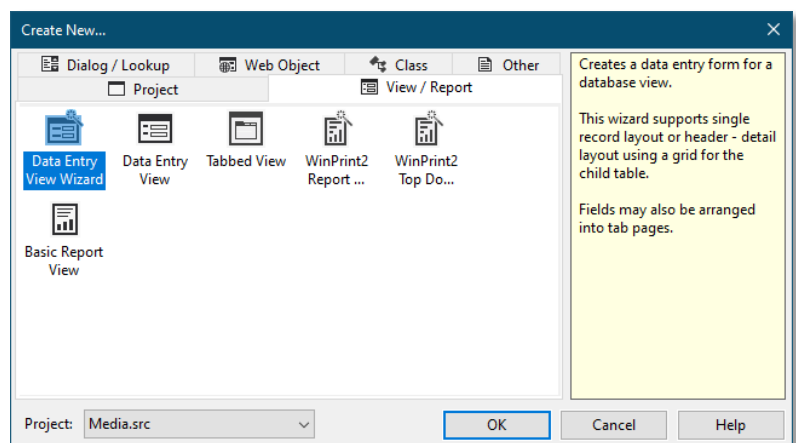 Create New...
Dialog / Lookup Web Object Class Other
Project View / Report
Data Entry View Wizard
Data Entry View
Tabbed View
WinPrint2 Report ...
WinPrint2 Top Do...
Basic Report View
Creates a data entry form for a
database view.
This wizard supports single
record layout or header - detail
layout using a grid for the
child table.
Fields may also be arranged
into tab pages.
Project: Media.src OK Cancel Help